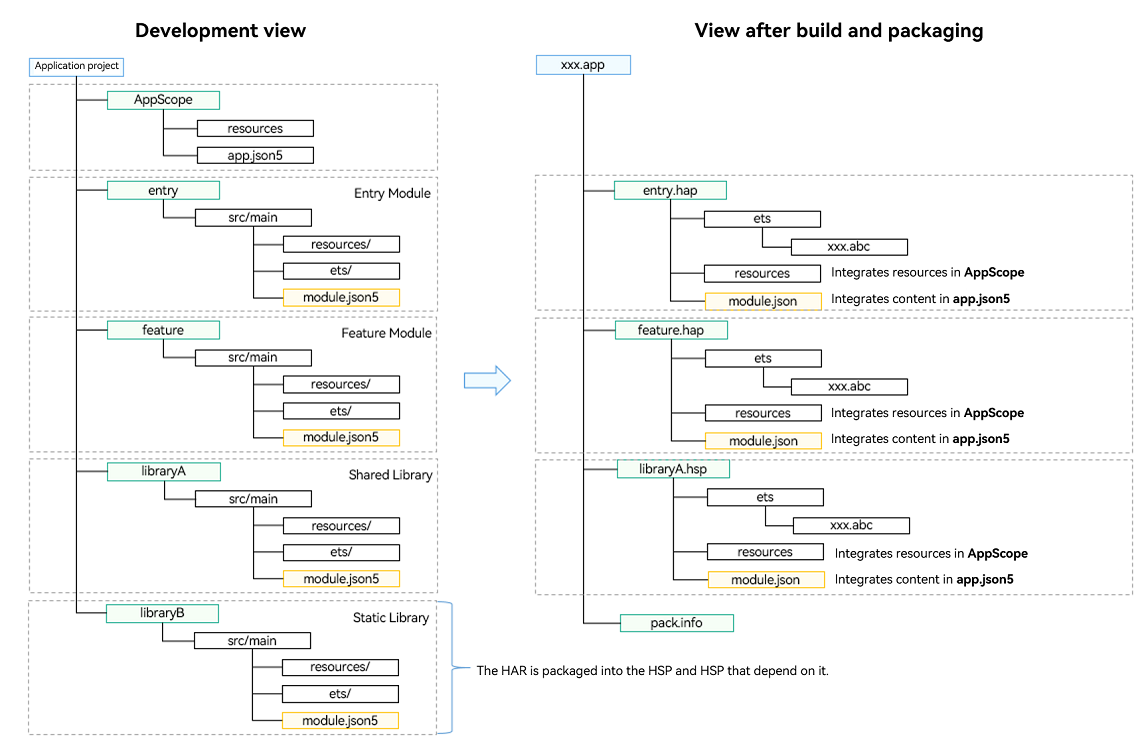 Development view
Application project
AppScope
resources
app.json5
entry
Entry Module
src/main
resources/
ets/
module.json5
feature
Feature Module
src/main
resources/
ets/
module.json5
libraryA
Shared Library
src/main
resources/
ets/
module.json5
libraryB
Static Library
src/main
resources/
ets/
module.json5
The HAR is packaged into the HSP and HSP that depend on it.
View after build and packaging
xxx.app
entry.hap
ets
xxx.abc
resources
Integrates resources in AppScope
module.json
Integrates content in app.json5
feature.hap
ets
xxx.abc
resources
Integrates resources in AppScope
module.json
Integrates content in app.json5
libraryA.hsp
ets
xxx.abc
resources
Integrates resources in AppScope
module.json
Integrates content in app.json5
pack.info